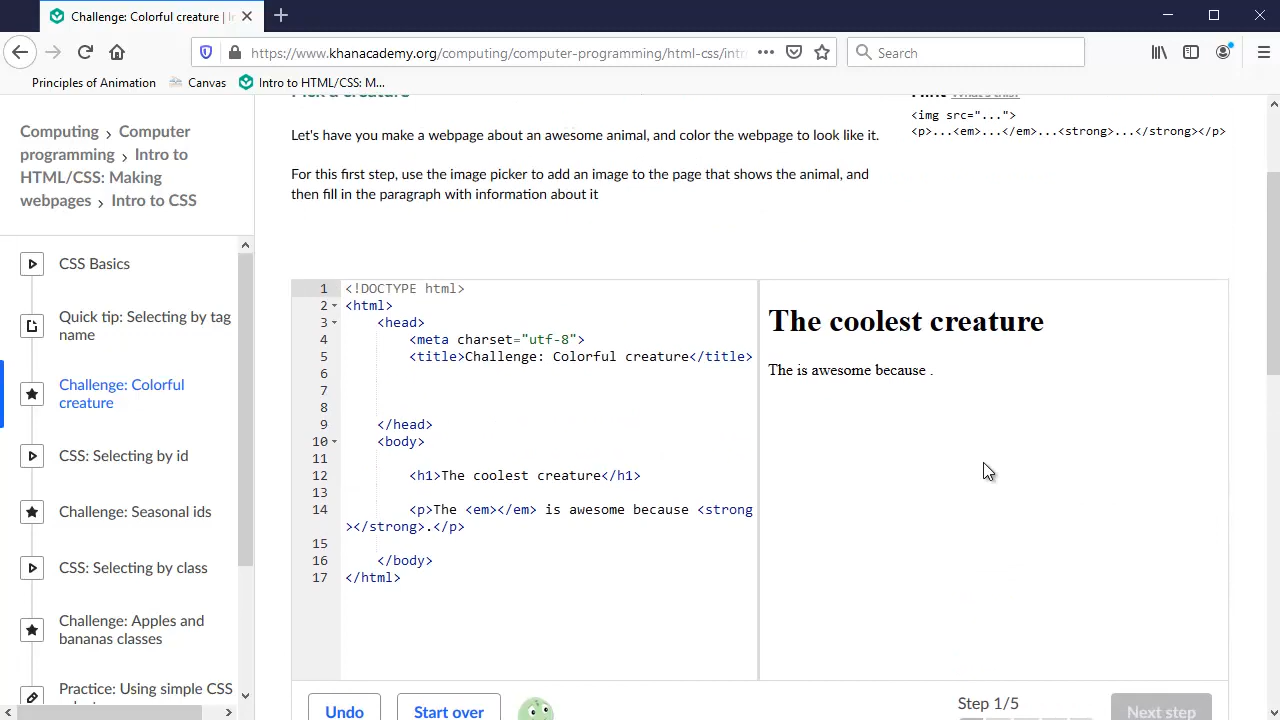 Challenge: Colorful creature | I
https://www.khanacademy.org/computing/computer-programming/html-css/intr
Search
Principles of Animation
Canvas
Intro to HTML/CSS: M...
Computing > Computer
programming > Intro to
HTML/CSS: Making
webpages > Intro to CSS
CSS Basics
Quick tip: Selecting by tag
name
Challenge: Colorful
creature
CSS: Selecting by id
Challenge: Seasonal ids
CSS: Selecting by class
Challenge: Apples and
bananas classes
Practice: Using simple CSS
Pick a creature
Let's have you make a webpage about an awesome animal, and color the webpage to look like it.
For this first step, use the image picker to add an image to the page that shows the animal, and
then fill in the paragraph with information about it
Hint What's this?
<img src="...">
<p>...<em>...</em>...<strong>...</strong></p>
1 <!DOCTYPE html>
2 <html>
3 <head>
4 <meta charset="utf-8">
5 <title>Challenge: Colorful creature</title>
6
7
8
9 </head>
10 <body>
11
12 <h1>The coolest creature</h1>
13
14 <p>The <em></em> is awesome because <strong
></strong>.</p>
15
16 </body>
17 </html>
The coolest creature
The is awesome because .
Undo
Start over
Step 1/5
Next step